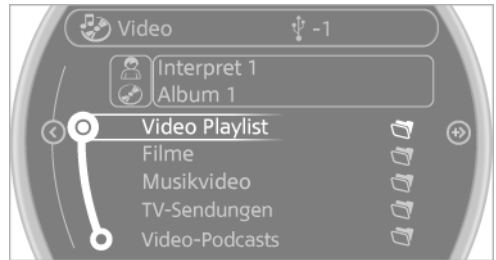 Video -1
Interpret 1
Album 1
Video Playlist
Filme
Musikvideo
TV-Sendungen
Video-Podcasts